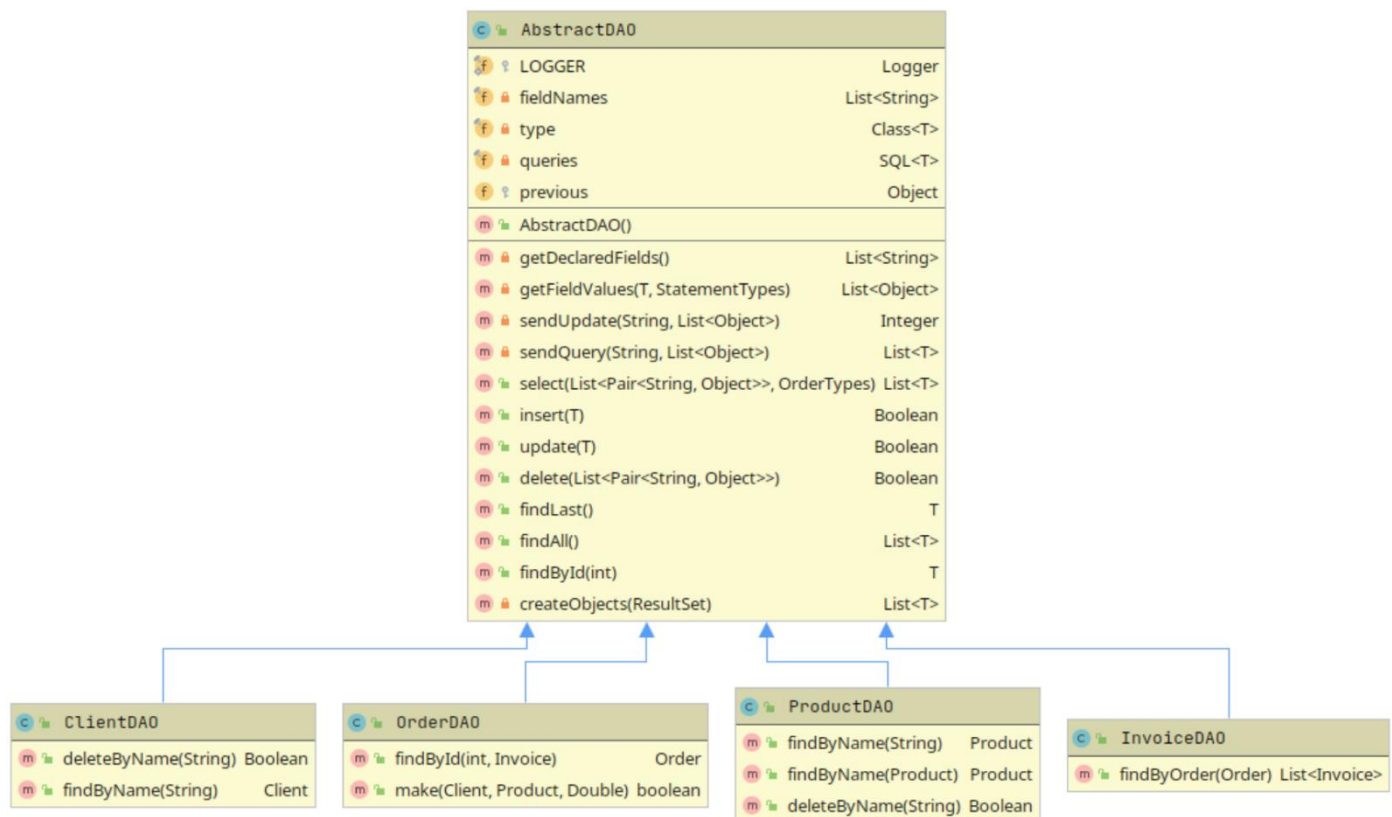 AbstractDAO
LOGGER Logger
fieldNames List<String>
type Class<T>
queries SQL<T>
previous Object
AbstractDAO()
getDeclaredFields() List<String>
getFieldValues(T, StatementTypes) List<Object>
sendUpdate(String, List<Object>) Integer
sendQuery(String, List<Object>) List<T>
select(List<Pair<String, Object>>, OrderTypes) List<T>
insert(T) Boolean
update(T) Boolean
delete(List<Pair<String, Object>>) Boolean
findLast() T
findAll() List<T>
findById(int) T
createObjects(ResultSet) List<T>
ClientDAO
deleteByName(String) Boolean
findByName(String) Client
OrderDAO
findById(int, Invoice) Order
make(Client, Product, Double) boolean
ProductDAO
findByName(String) Product
findByName(Product) Product
deleteByName(String) Boolean
InvoiceDAO
findByOrder(Order) List<Invoice>